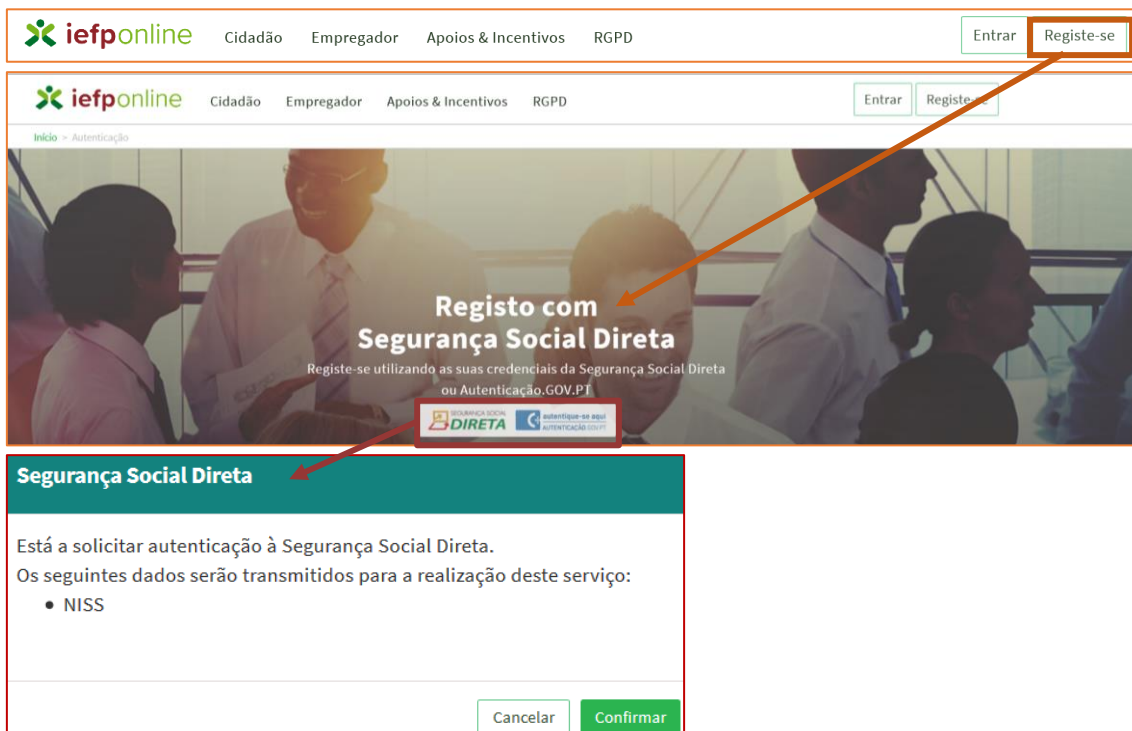 iefponline Cidadão Empregador Apoios & Incentivos RGPD Entrar Registe-se
iefponline Cidadão Empregador Apoios & Incentivos RGPD Entrar Registe-se
Início > Autenticação
Registo com
Segurança Social Direta
Registe-se utilizando as suas credenciais da Segurança Social Direta
ou Autenticação.GOV.PT
SEGURANÇA SOCIAL autentique-se aqui
DIRETA AUTENTICAÇÃO.GOV.PT
Segurança Social Direta
Está a solicitar autenticação à Segurança Social Direta.
Os seguintes dados serão transmitidos para a realização deste serviço:
• NISS
Cancelar Confirmar